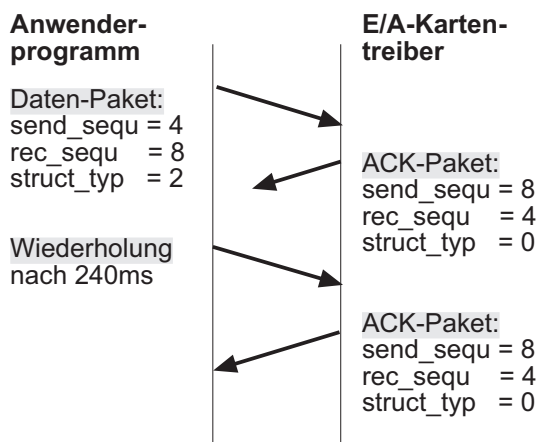 Anwender-
programm
Daten-Paket:
send_sequ = 4
rec_sequ = 8
struct_typ = 2
Wiederholung
nach 240ms
E/A-Karten-
treiber
ACK-Paket:
send_sequ = 8
rec_sequ = 4
struct_typ = 0
ACK-Paket:
send_sequ = 8
rec_sequ = 4
struct_typ = 0